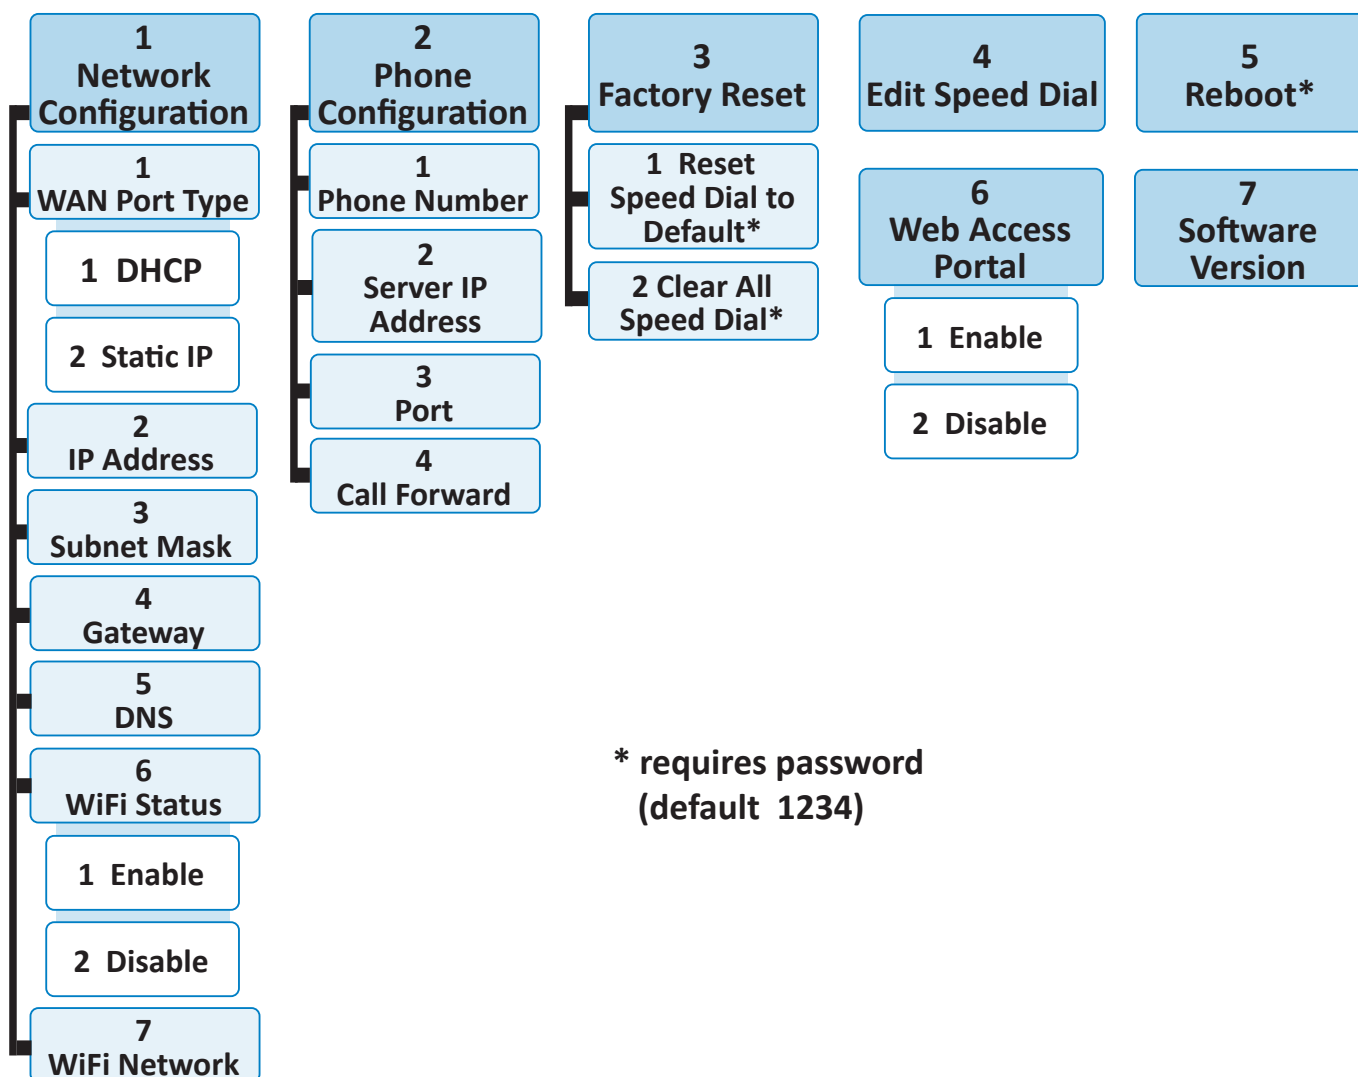 1
Network
Configuration
1
WAN Port Type
1 DHCP
2 Static IP
2
IP Address
3
Subnet Mask
4
Gateway
5
DNS
6
WiFi Status
1 Enable
2 Disable
7
WiFi Network
2
Phone
Configuration
1
Phone Number
2
Server IP
Address
3
Port
4
Call Forward
3
Factory Reset
1 Reset
Speed Dial to
Default*
2 Clear All
Speed Dial*
4
Edit Speed Dial
6
Web Access
Portal
1 Enable
2 Disable
5
Reboot*
7
Software
Version
* requires password
(default 1234)